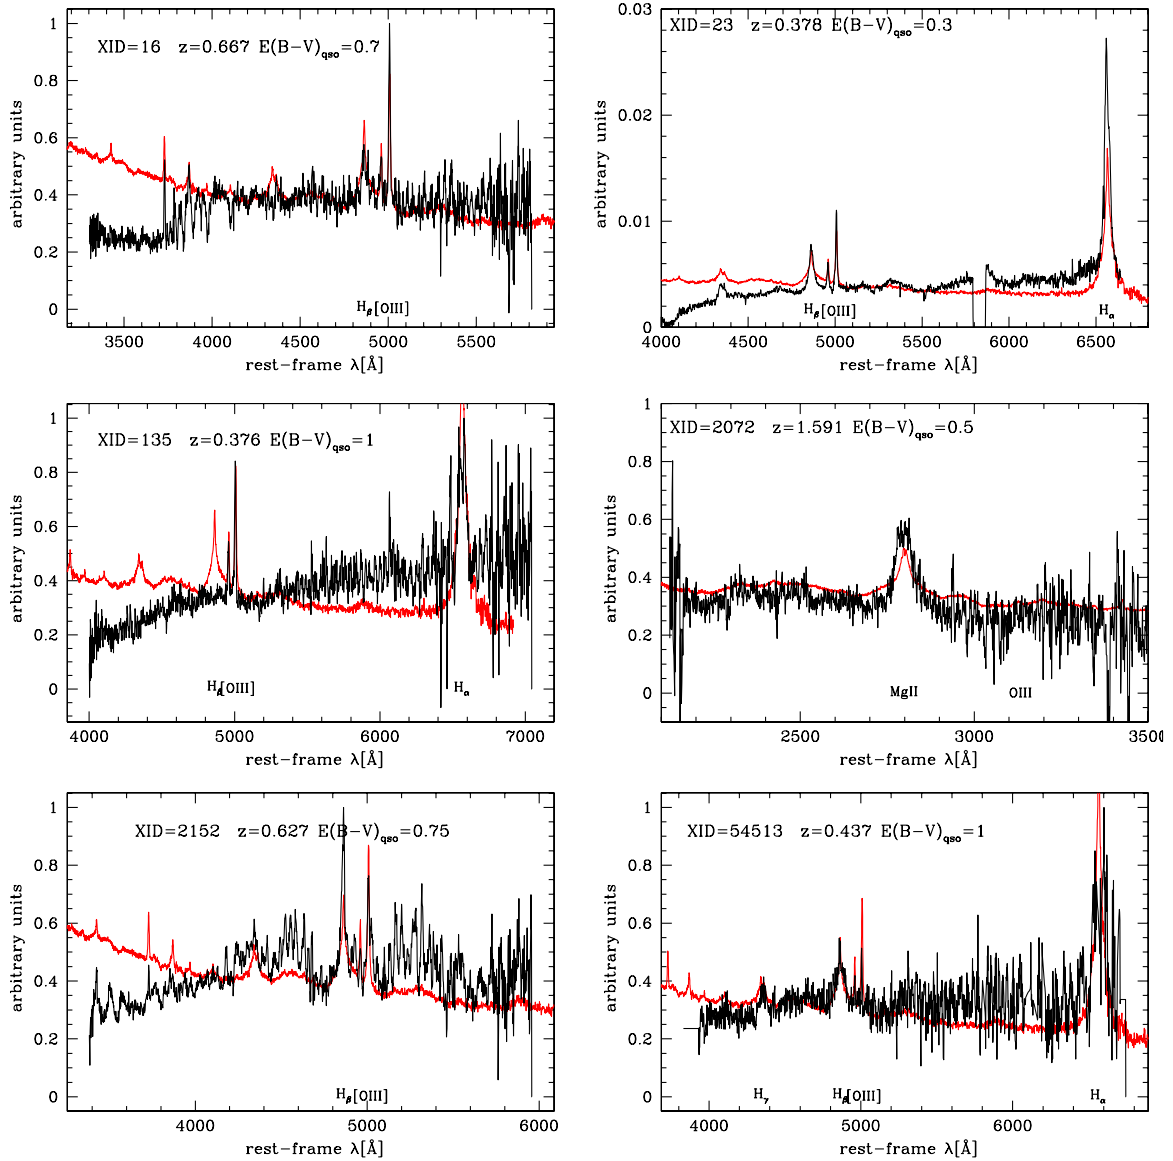 XID=16 z=0.667 E(B−V)qso=0.7
arbitrary units
1
0.8
0.6
0.4
0.2
0
Hβ[OIII]
3500 4000 4500 5000 5500
rest−frame λ[Å]
XID=23 z=0.378 E(B−V)qso=0.3
arbitrary units
0.03
0.02
0.01
0
Hβ[OIII] Hα
4000 4500 5000 5500 6000 6500
rest−frame λ[Å]
XID=135 z=0.376 E(B−V)qso=1
arbitrary units
1
0.8
0.6
0.4
0.2
0
Hβ[OIII] Hα
4000 5000 6000 7000
rest−frame λ[Å]
XID=2072 z=1.591 E(B−V)qso=0.5
arbitrary units
1
0.8
0.6
0.4
0.2
0
MgII OIII
2500 3000 3500
rest−frame λ[Å]
XID=2152 z=0.627 E(B−V)qso=0.75
arbitrary units
1
0.8
0.6
0.4
0.2
0
Hβ[OIII]
4000 5000 6000
rest−frame λ[Å]
XID=54513 z=0.437 E(B−V)qso=1
arbitrary units
1
0.8
0.6
0.4
0.2
0
Hγ Hβ[OIII] Hα
4000 5000 6000
rest−frame λ[Å]